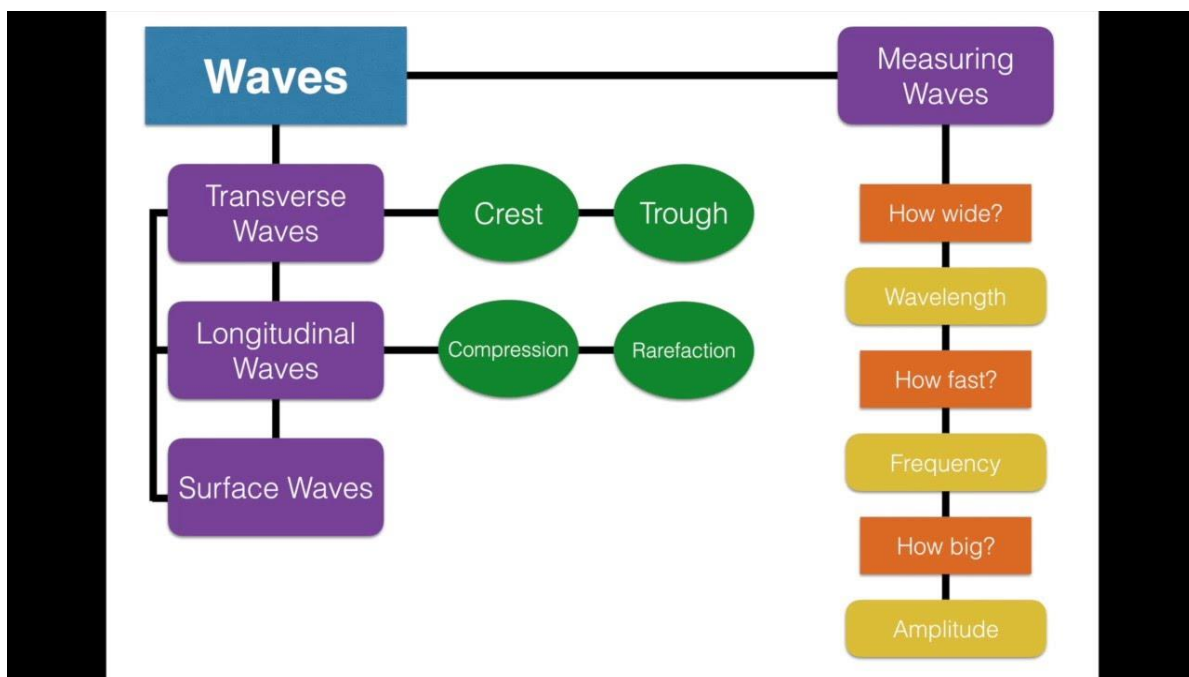 Waves
Measuring
Waves
Transverse
Waves
Crest
Trough
How wide?
Wavelength
Longitudinal
Waves
Compression
Rarefaction
How fast?
Frequency
Surface Waves
How big?
Amplitude